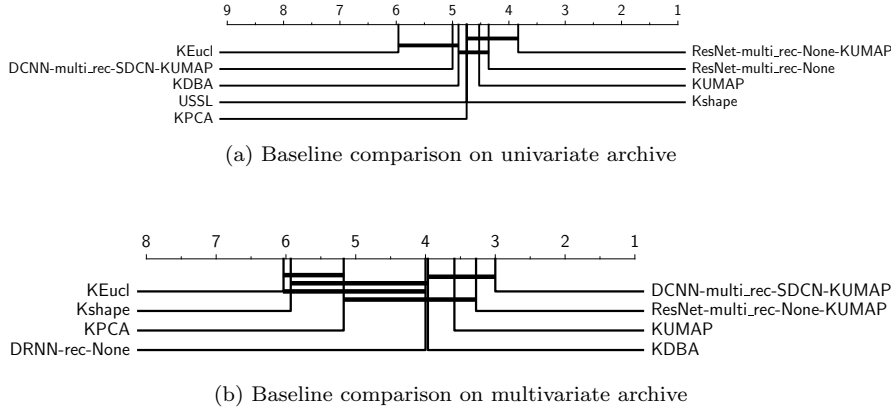 9 8 7 6 5 4 3 2 1
KEucl ResNet-multi_rec-None-KUMAP
DCNN-multi_rec-SDCN-KUMAP ResNet-multi_rec-None
KDBA KUMAP
USSL Kshape
KPCA
(a) Baseline comparison on univariate archive
8 7 6 5 4 3 2 1
KEucl DCNN-multi_rec-SDCN-KUMAP
Kshape ResNet-multi_rec-None-KUMAP
KPCA KUMAP
DRNN-rec-None KDBA
(b) Baseline comparison on multivariate archive